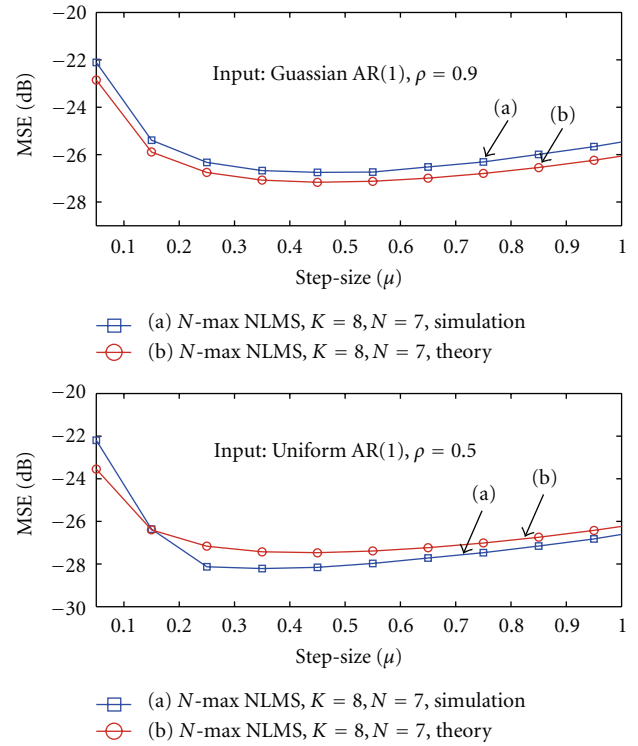 −20
−22
−24
−26
−28
MSE (dB)
Input: Guassian AR(1), ρ = 0.9
(a)
(b)
0.1 0.2 0.3 0.4 0.5 0.6 0.7 0.8 0.9 1
Step-size (μ)
(a) N-max NLMS, K = 8, N = 7, simulation
(b) N-max NLMS, K = 8, N = 7, theory
−20
−22
−24
−26
−28
−30
MSE (dB)
Input: Uniform AR(1), ρ = 0.5
(a)
(b)
0.1 0.2 0.3 0.4 0.5 0.6 0.7 0.8 0.9 1
Step-size (μ)
(a) N-max NLMS, K = 8, N = 7, simulation
(b) N-max NLMS, K = 8, N = 7, theory